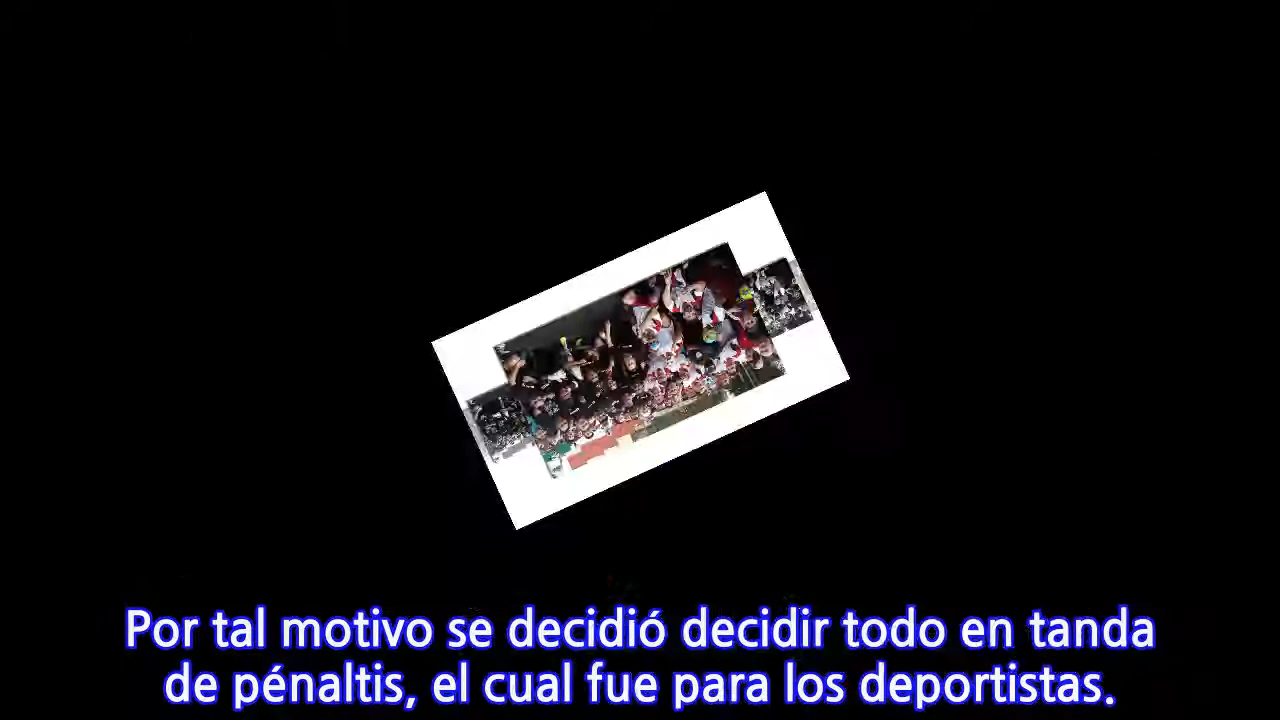 Por tal motivo se decidió decidir todo en tanda
de pénaltis, el cual fue para los deportistas.